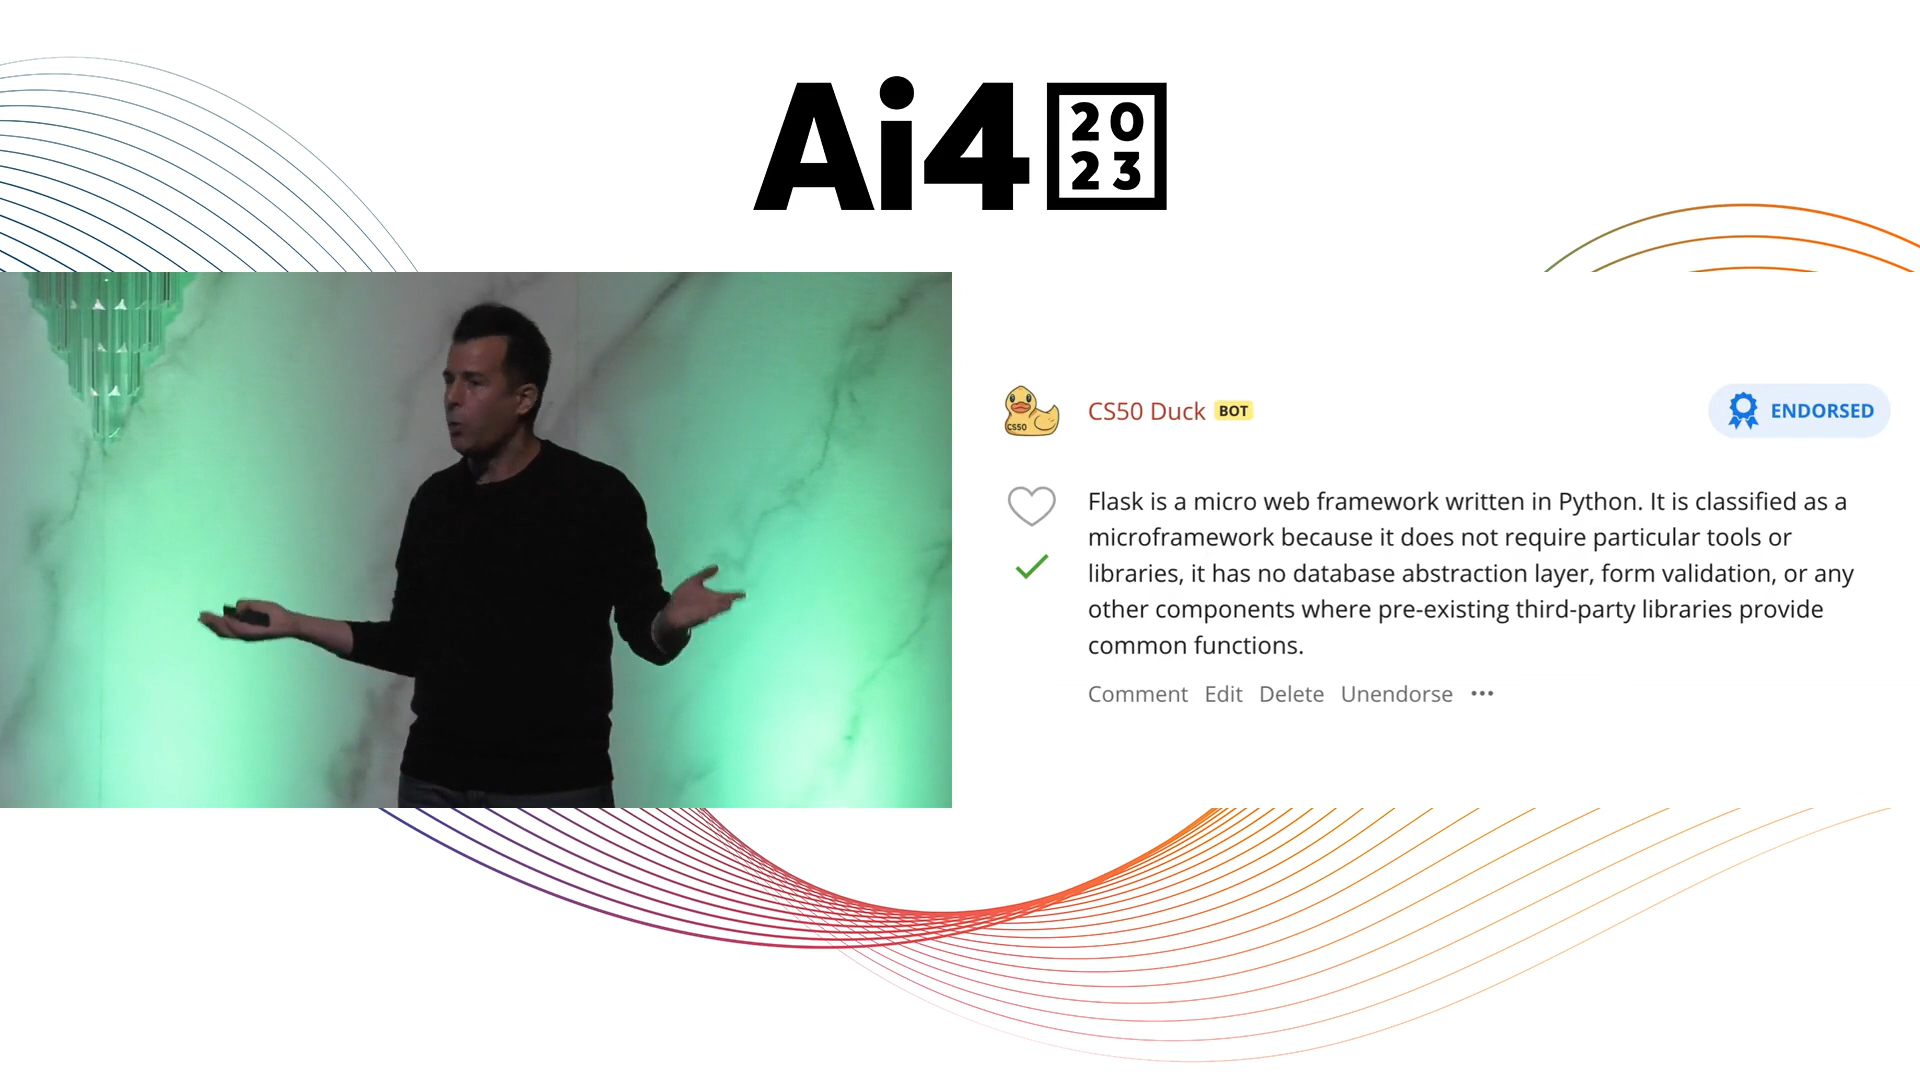 Ai4 20
23
CS50 Duck BOT
ENDORSED
CS50
Flask is a micro web framework written in Python. It is classified as a
microframework because it does not require particular tools or
libraries, it has no database abstraction layer, form validation, or any
other components where pre-existing third-party libraries provide
common functions.
Comment Edit Delete Unendorse •••